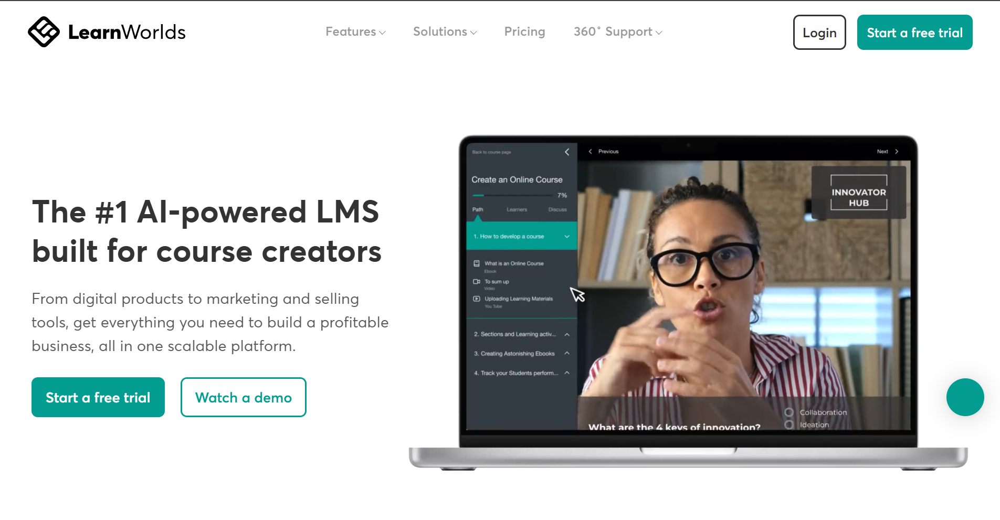 LearnWorlds
Features
Solutions
Pricing
360° Support
Login
Start a free trial
The #1 AI-powered LMS
built for course creators
From digital products to marketing and selling
tools, get everything you need to build a profitable
business, all in one scalable platform.
Start a free trial
Watch a demo
Back to course page
Create an Online Course
7%
Path
Learners
Discuss
1. How to develop a course
What is an Online Course
Ebook
To sum up
Video
Uploading Learning Materials
You Tube
2. Sections and Learning activ...
3. Creating Astonishing Ebooks
4. Track your Students perform...
Previous
Next
INNOVATOR
HUB
What are the 4 keys of innovation?
Collaboration
Ideation